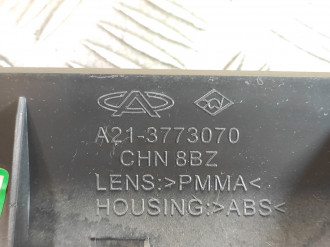 A21-3773070
CHN 8BZ
LENS:>PMMA<
HOUSING:>ABS<